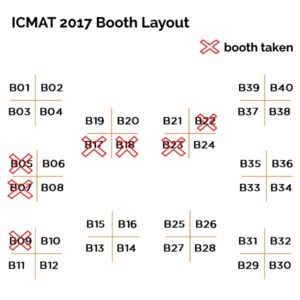 ICMAT 2017 Booth Layout
booth taken
B01 B02
B03 B04
B19 B20
B17 B18
B21 B22
B23 B24
B39 B40
B37 B38
B05 B06
B07 B08
B35 B36
B33 B34
B09 B10
B11 B12
B15 B16
B13 B14
B25 B26
B27 B28
B31 B32
B29 B30